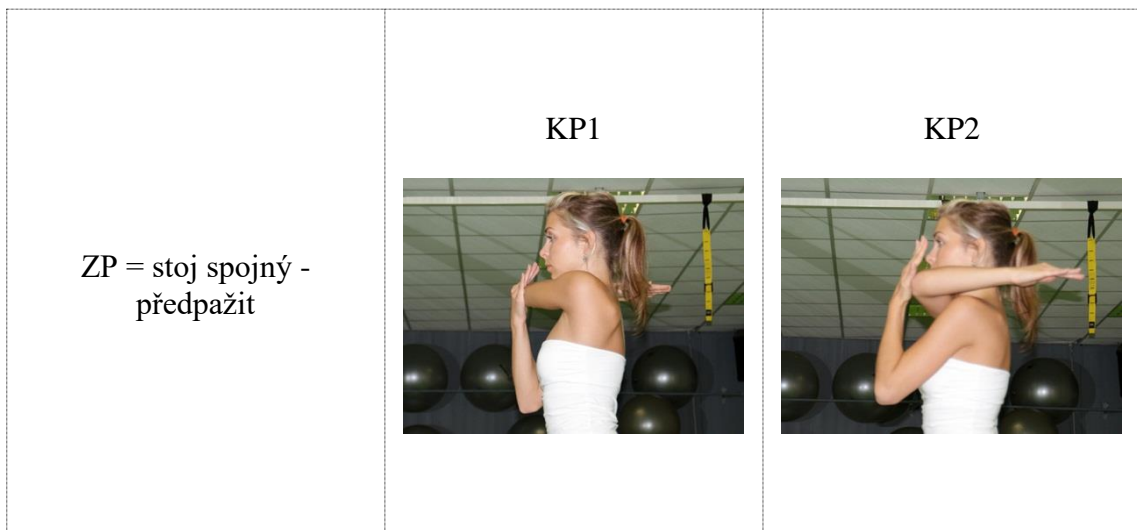 ZP = stoj spojný -
předpažit
KP1
KP2